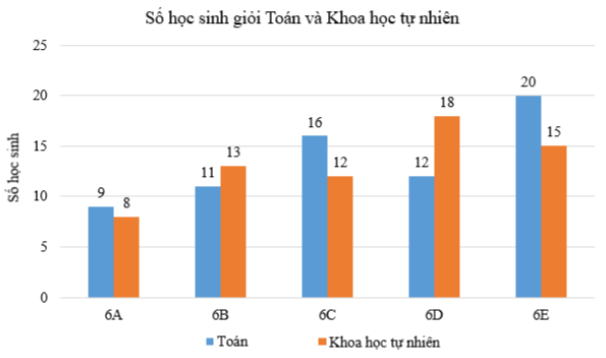 Số học sinh giỏi Toán và Khoa học tự nhiên
Số học sinh
25
20
15
10
5
0
9 8
11 13
16 12
12 18
20 15
6A 6B 6C 6D 6E
Toán Khoa học tự nhiên